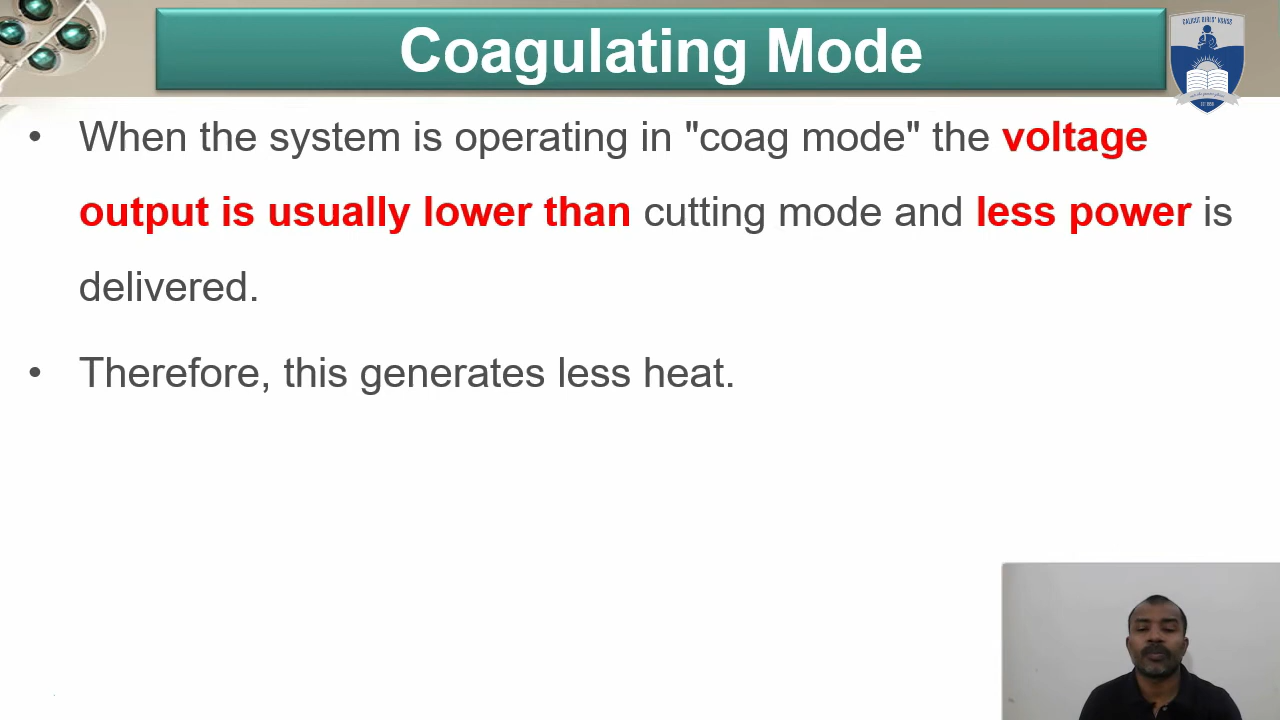 Coagulating Mode
• When the system is operating in "coag mode" the voltage
output is usually lower than cutting mode and less power is
delivered.
• Therefore, this generates less heat.